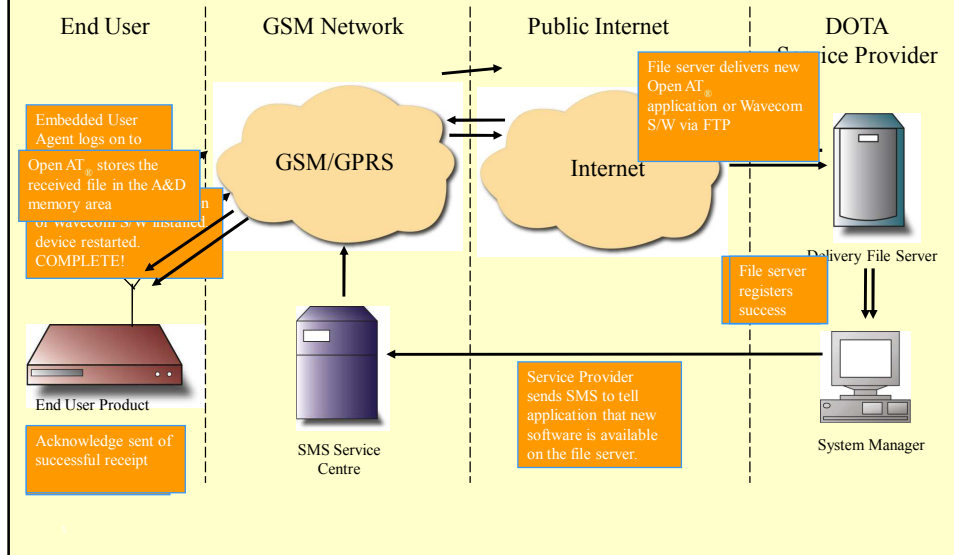 End User
GSM Network
Public Internet
DOTA
Service Provider
File server delivers new
Open AT®
application or Wavecom
S/W via FTP
Embedded User
Agent logs on to
Open AT® stores the
received file in the A&D
memory area
of Wavecom S/W installed
device restarted.
COMPLETE!
GSM/GPRS
Internet
Delivery File Server
File server
registers
success
End User Product
Acknowledge sent of
successful receipt
SMS Service
Centre
Service Provider
sends SMS to tell
application that new
software is available
on the file server.
System Manager